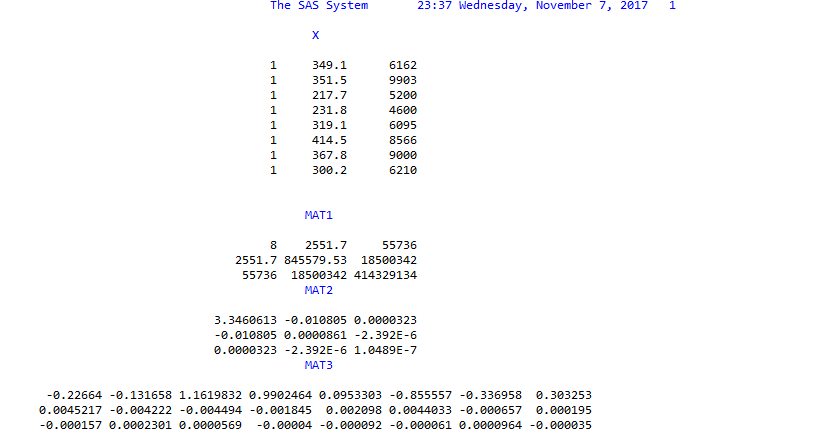 The SAS System 23:37 Wednesday, November 7, 2017 1
X
1 349.1 6162
1 351.5 9903
1 217.7 5200
1 231.8 4600
1 319.1 6095
1 414.5 8566
1 367.8 9000
1 300.2 6210
MAT1
8 2551.7 55736
2551.7 845579.53 18500342
55736 18500342 414329134
MAT2
3.3460613 -0.010805 0.0000323
-0.010805 0.0000861 -2.392E-6
0.0000323 -2.392E-6 1.0489E-7
MAT3
-0.22664 -0.131658 1.1619832 0.9902464 0.0953303 -0.855557 -0.336958 0.303253
0.0045217 -0.004222 -0.004494 -0.001845 0.002098 0.0044033 -0.000657 0.000195
-0.000157 0.0002301 0.0000569 -0.00004 -0.000092 -0.000061 0.0000964 -0.000035